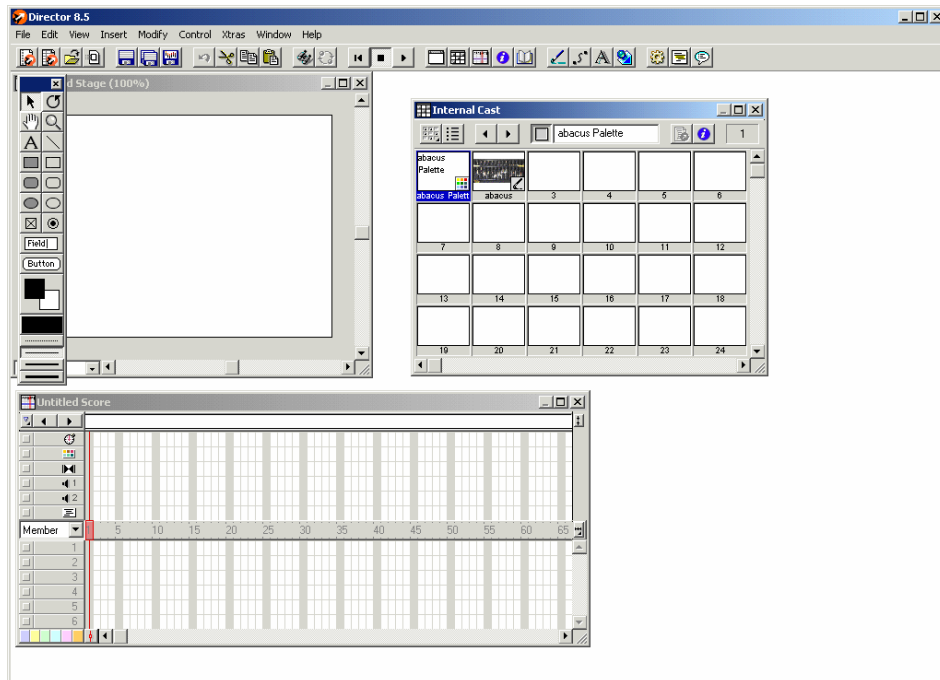 Director 8.5
File Edit View Insert Modify Control Xtras Window Help
d Stage (100%)
A
Field
Button
Internal Cast
abacus Palette 1
abacus
Palette
abacus Palett abacus 3 4 5 6
7 8 9 10 11 12
13 14 15 16 17 18
19 20 21 22 23 24
Untitled Score
1
2
Member 5 10 15 20 25 30 35 40 45 50 55 60 65
1
2
3
4
5
6